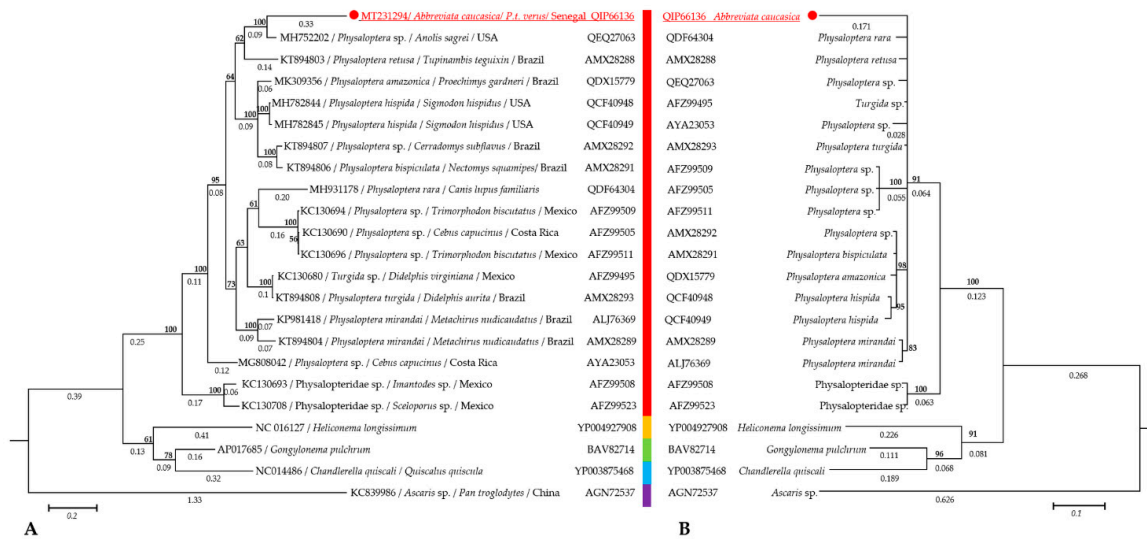 MT231294/ Abbreviata caucasica/ P.t. verus/ Senegal QIP66136 QIP66136 Abbreviata caucasica
100 0.33 0.171
MH752202 / Physaloptera sp. / Anolis sagrei / USA QEQ27063 QDF64304 Physaloptera rara
62 0.09
KT894803 / Physaloptera retusa / Tupinambis teguixin / Brazil AMX28288 AMX28288 Physaloptera retusa
0.14
64
MK309356 / Physaloptera amazonica / Proechimys gardneri / Brazil QDX15779 QEQ27063 Physaloptera sp.
0.06
MH782844 / Physaloptera hispida / Sigmodon hispidus / USA QCF40948 AFZ99495 Turgida sp.
100 100
MH782845 / Physaloptera hispida / Sigmodon hispidus / USA QCF40949 AYA23053 Physaloptera sp.
0.09 0.028
KT894807 / Physaloptera sp. / Cerradomys subflavus / Brazil AMX28292 AMX28293 Physaloptera turgida
100
KT894806 / Physaloptera bispiculata / Nectomys squamipes/ Brazil AMX28291 AFZ99509 Physaloptera sp.
0.08
95 100 91
MH931178 / Physaloptera rara / Canis lupus familiaris QDF64304 AFZ99505 Physaloptera sp.
0.08 61 0.20 0.055 0.064
KC130694 / Physaloptera sp. / Trimorphodon biscutatus / Mexico AFZ99509 AFZ99511 Physaloptera sp.
100
KC130690 / Physaloptera sp. / Cebus capucinus / Costa Rica AFZ99505 AMX28292 Physaloptera sp.
63 0.16 56
KC130696 / Physaloptera sp. / Trimorphodon biscutatus / Mexico AFZ99511 AMX28291 Physaloptera bispiculata
98
100
KC130680 / Turgida sp. / Didelphis virginiana / Mexico AFZ99495 QDX15779 Physaloptera amazonica
0.11 73 100 100
KT894808 / Physaloptera turgida / Didelphis aurita / Brazil AMX28293 QCF40948 Physaloptera hispida
0.1 95 0.123
KP981418 / Physaloptera mirandai / Metachirus nudicaudatus / Brazil ALJ76369 QCF40949 Physaloptera hispida
100 100 0.07
0.25 0.09
KT894804 / Physaloptera mirandai / Metachirus nudicaudatus / Brazil AMX28289 AMX28289 Physaloptera mirandai
0.07 83
MG808042 / Physaloptera sp. / Cebus capucinus / Costa Rica AYA23053 ALJ76369 Physaloptera mirandai
0.12 0.268
KC130693 / Physalopteridae sp. / Imantodes sp. / Mexico AFZ99508 AFZ99508 Physalopteridae sp.
0.39 100 0.06 100
0.17 0.063
KC130708 / Physalopteridae sp. / Sceloporus sp. / Mexico AFZ99523 AFZ99523 Physalopteridae sp.
NC 016127 / Heliconema longissimum YP004927908 YP004927908 Heliconema longissimum
61 0.41 0.226 91
0.13 0.081
AP017685 / Gongylonema pulchrum BAV82714 BAV82714 Gongylonema pulchrum
78 0.16 0.111 96
0.09 0.068
NC014486 / Chandlerella quiscali / Quiscalus quiscula YP003875468 YP003875468 Chandlerella quiscali
0.32 0.189
KC839986 / Ascaris sp. / Pan troglodytes / China AGN72537 AGN72537 Ascaris sp.
1.33 0.626
0.2 0.1
A B